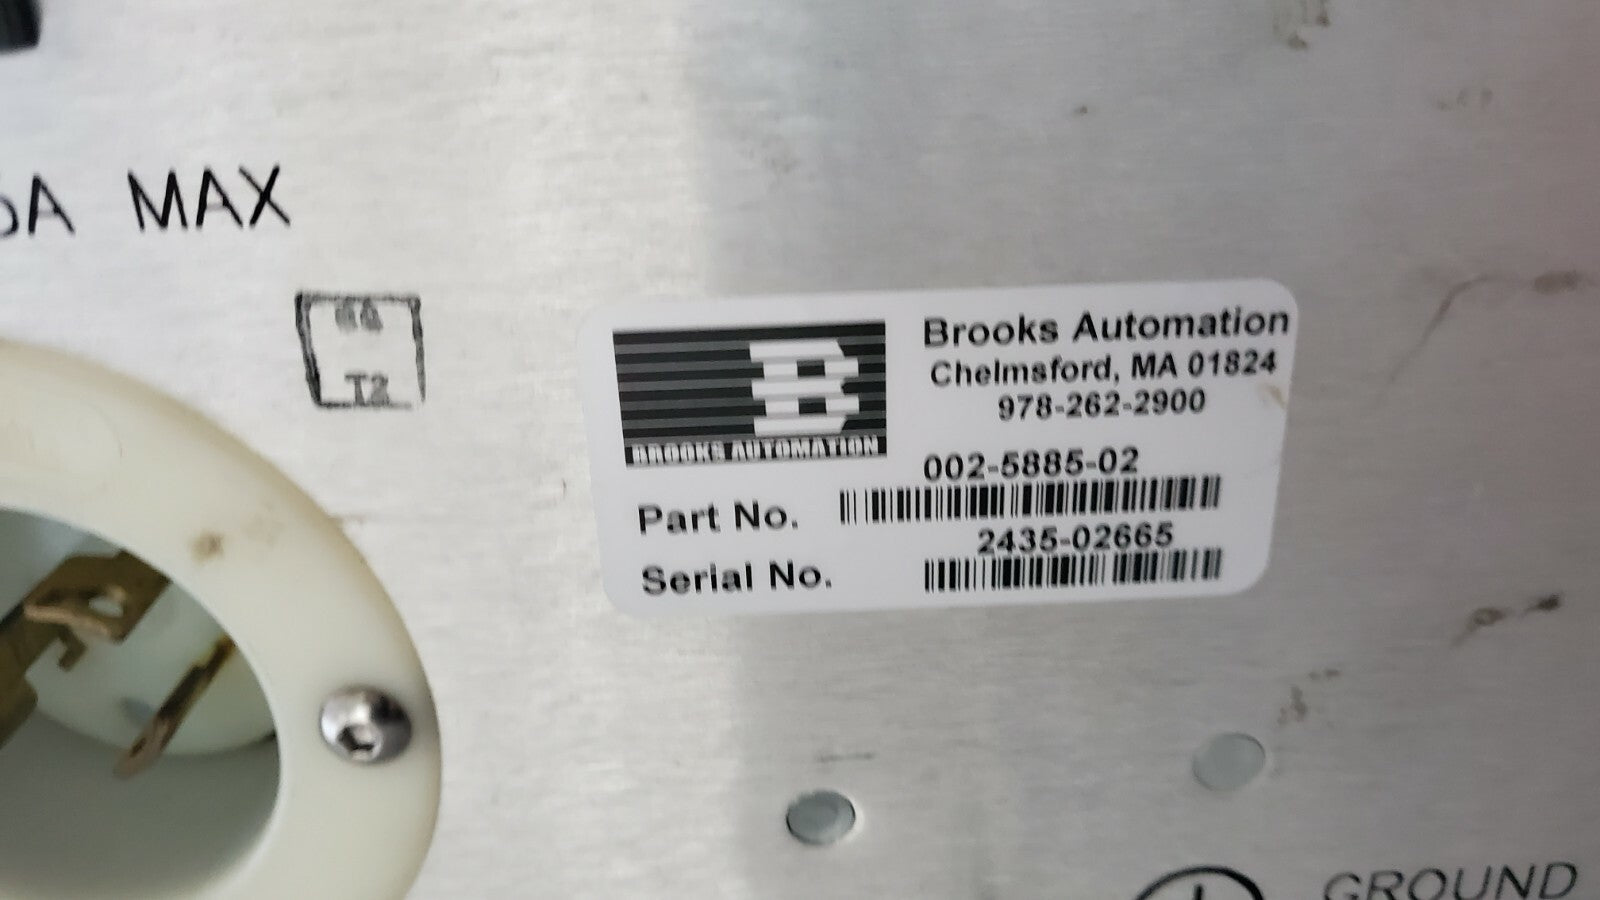 A MAX
T2
Brooks Automation
Chelmsford, MA 01824
978-262-2900
B
BROOKS AUTOMATION
002-5885-02
Part No.
2435-02665
Serial No.
GROUND